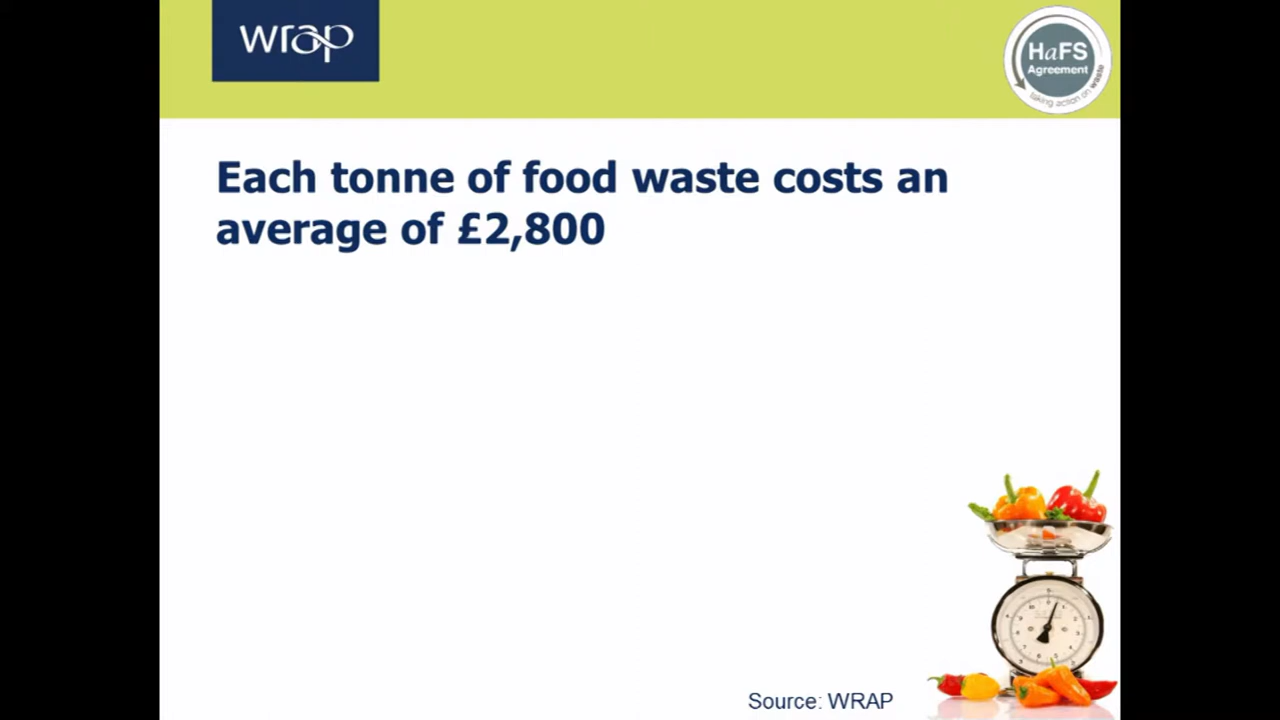 wrap
HaFS
Agreement
taking action on waste
Each tonne of food waste costs an
average of £2,800
Source: WRAP